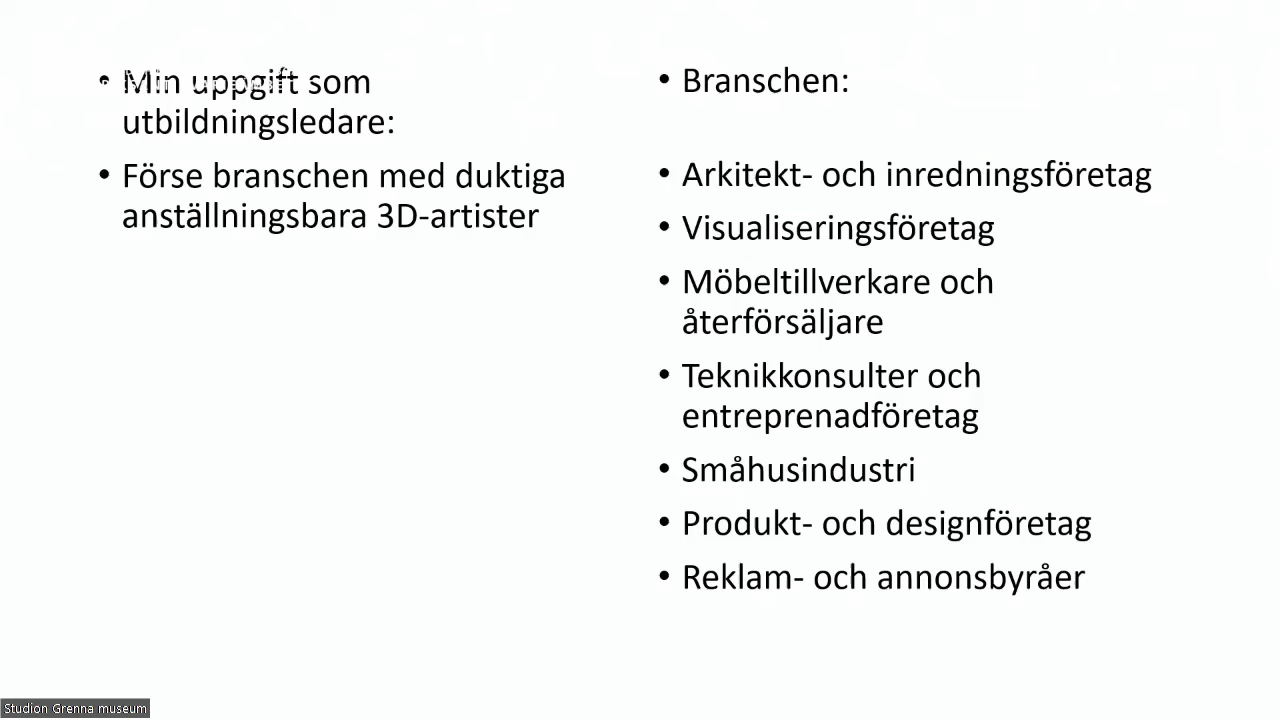 • Min uppgift som
utbildningsledare:
• Förse branschen med duktiga
anställningsbara 3D-artister
• Branschen:
• Arkitekt- och inredningsföretag
• Visualiseringsföretag
• Möbeltillverkare och
återförsäljare
• Teknikkonsulter och
entreprenadföretag
• Småhusindustri
• Produkt- och designföretag
• Reklam- och annonsbyråer
Studion Grenna museum